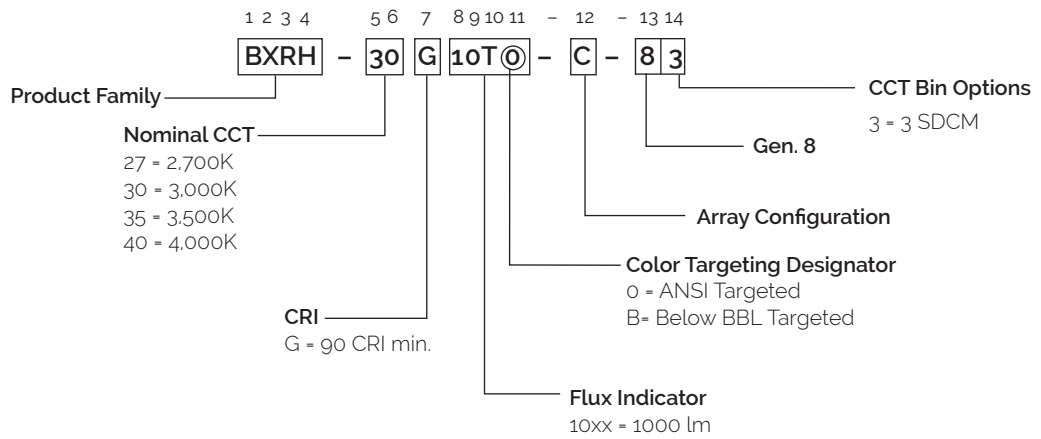 1 2 3 4 5 6 7 8 9 10 11 – 12 – 13 14
BXRH – 30 G 10T0 – C – 8 3
Product Family
CCT Bin Options
3 = 3 SDCM
Nominal CCT
27 = 2,700K
30 = 3,000K
35 = 3,500K
40 = 4,000K
Gen. 8
Array Configuration
Color Targeting Designator
0 = ANSI Targeted
B= Below BBL Targeted
CRI
G = 90 CRI min.
Flux Indicator
10xx = 1000 lm